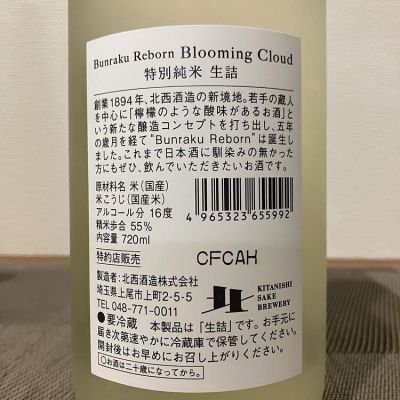 Bunraku Reborn Blooming Cloud
特別純米 生詰
創業1894年、北西酒造の新境地。若手の蔵人
を中心に「檸檬のような酸味があるお酒」と
いう新たな醸造コンセプトを打ち出し、五年
の歳月を経て“Bunraku Reborn”は誕生し
ました。これまで日本酒に馴染みの無かった
方にもぜひ、飲んでいただきたいお酒です。
原材料名 米(国産)
米こうじ(国産米)
アルコール分 16度
精米歩合 55%
内容量 720ml
4 965323 655992
特約店販売
CFCAH
製造者:北西酒造株式会社
埼玉県上尾市上町2-5-5
TEL 048-771-0011
KITANISHI
SAKE
BREWERY
●要冷蔵 本製品は「生詰」です。お手元に
届き次第速やかに冷蔵庫で保管してください。
開封後はお早めにお召し上がりください。
お酒は二十歳になってから。